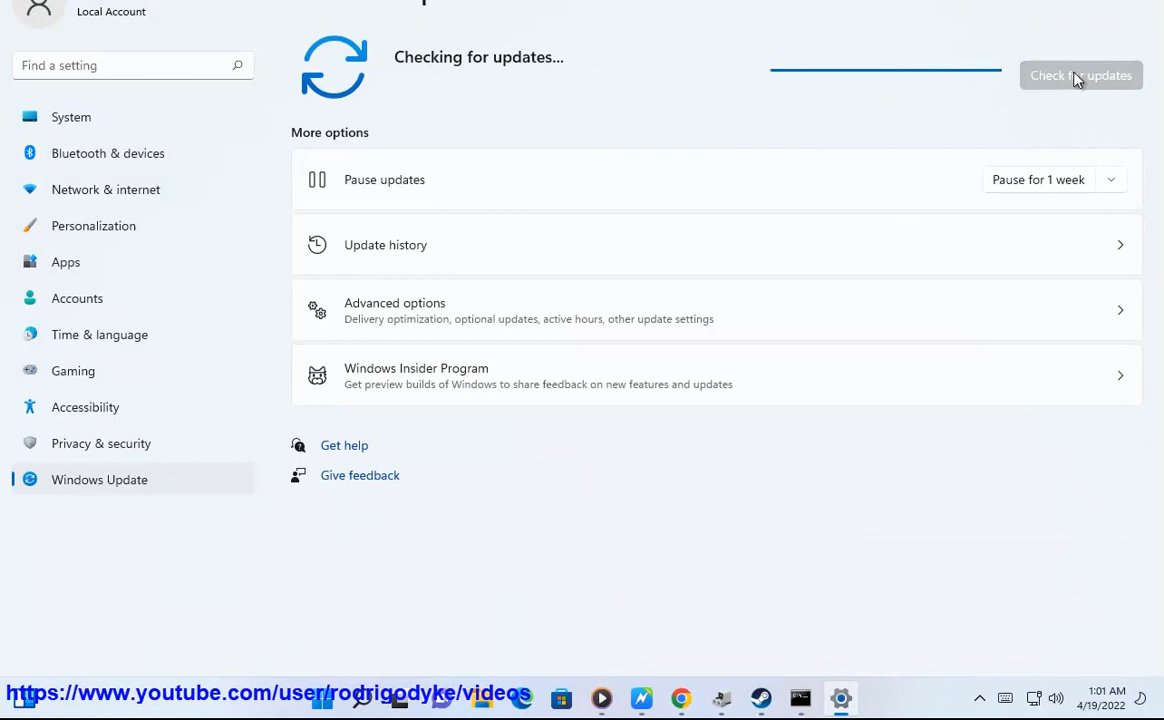 Local Account
Find a setting
System
Bluetooth & devices
Network & internet
Personalization
Apps
Accounts
Time & language
Gaming
Accessibility
Privacy & security
Windows Update
Checking for updates...
Check for updates
More options
Pause updates
Pause for 1 week
Update history
Advanced options
Delivery optimization, optional updates, active hours, other update settings
Windows Insider Program
Get preview builds of Windows to share feedback on new features and updates
Get help
Give feedback
https://www.youtube.com/user/rodrigodyke/videos
1:01 AM
4/19/2022